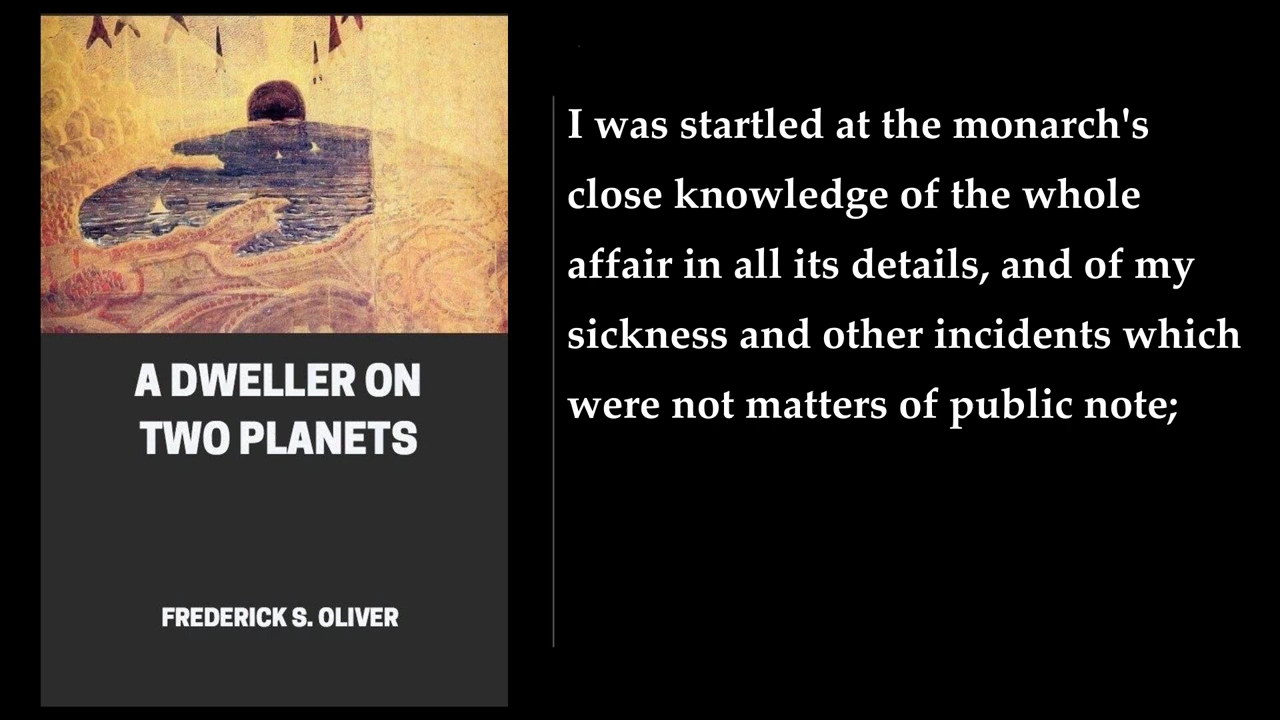 A DWELLER ON
TWO PLANETS
FREDERICK S. OLIVER
I was startled at the monarch's
close knowledge of the whole
affair in all its details, and of my
sickness and other incidents which
were not matters of public note;